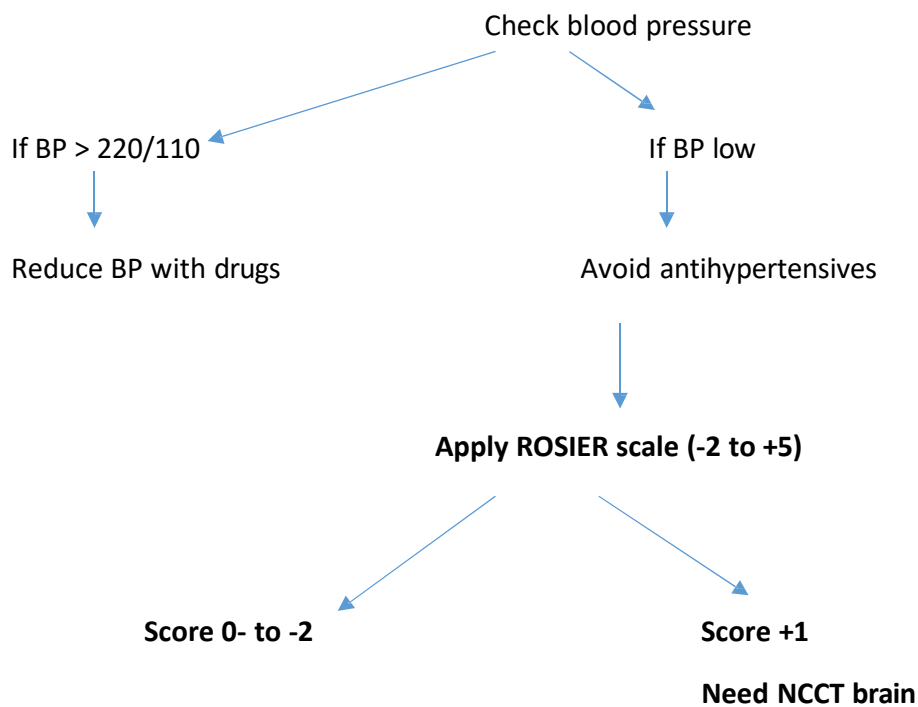 Check blood pressure
If BP > 220/110
If BP low
Reduce BP with drugs
Avoid antihypertensives
Apply ROSIER scale (-2 to +5)
Score 0- to -2
Score +1
Need NCCT brain